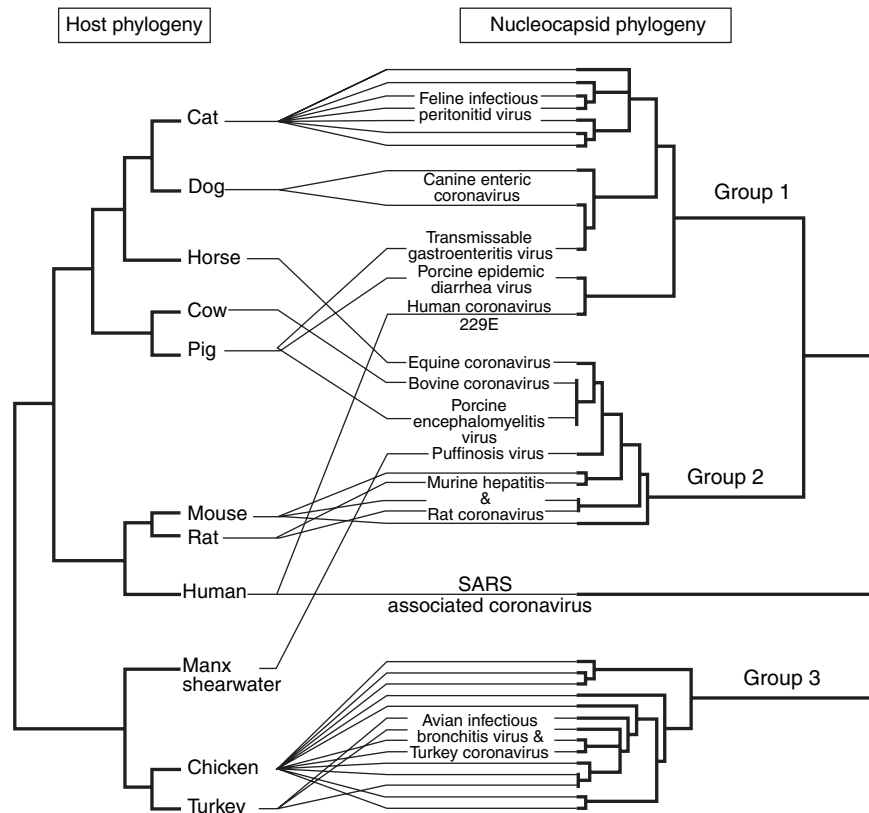 Host phylogeny
Nucleocapsid phylogeny
Cat
Dog
Horse
Cow
Pig
Mouse
Rat
Human
Manx
shearwater
Chicken
Turkey
Feline infectious
peritonitid virus
Canine enteric
coronavirus
Transmissable
gastroenteritis virus
Porcine epidemic
diarrhea virus
Human coronavirus
229E
Equine coronavirus
Bovine coronavirus
Porcine
encephalomyelitis
virus
Puffinosis virus
Murine hepatitis
&
Rat coronavirus
SARS
associated coronavirus
Avian infectious
bronchitis virus &
Turkey coronavirus
Group 1
Group 2
Group 3